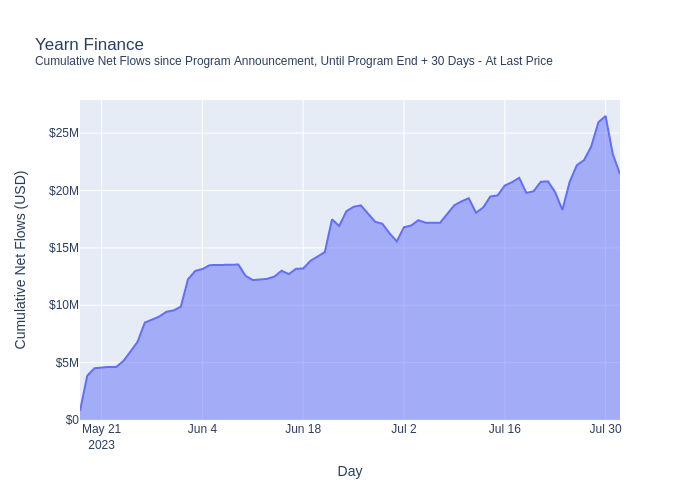 Yearn Finance
Cumulative Net Flows since Program Announcement, Until Program End + 30 Days - At Last Price
Cumulative Net Flows (USD)
$25M
$20M
$15M
$10M
$5M
$0
May 21 Jun 4 Jun 18 Jul 2 Jul 16 Jul 30
2023
Day